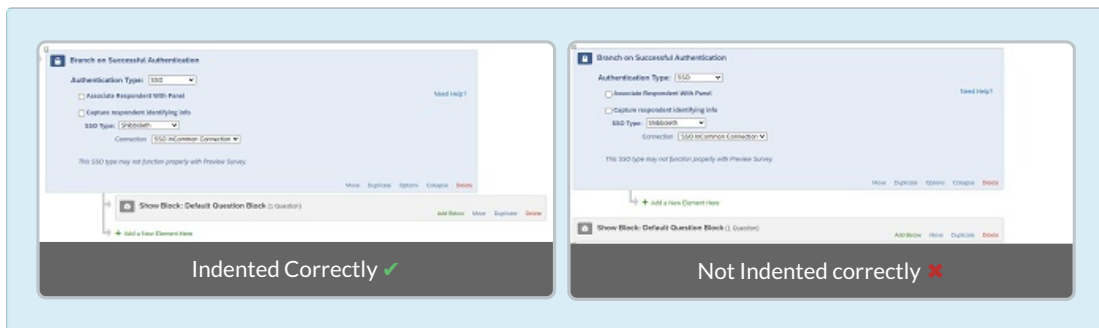 Branch on Successful Authentication
Authentication Type: SSO
Associate Respondent With Panel
Need Help?
Capture respondent identifying info
SSO Type: Shibboleth
Connection SSO InCommon Connection
This SSO type may not function properly with Preview Survey.
Move Duplicate Options Collapse Delete
Show Block: Default Question Block (1 Question)
Add Below Move Duplicate Delete
+ Add a New Element Here
Indented Correctly ✔
Branch on Successful Authentication
Authentication Type: SSO
Associate Respondent With Panel
Need Help?
Capture respondent identifying info
SSO Type: Shibboleth
Connection SSO InCommon Connection
This SSO type may not function properly with Preview Survey.
Move Duplicate Options Collapse Delete
+ Add a New Element Here
Show Block: Default Question Block (1 Question)
Add Below Move Duplicate Delete
Not Indented correctly ✖